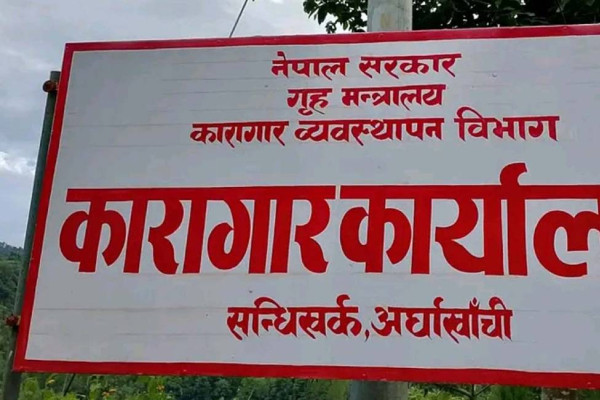 नेपाल सरकार
गृह मन्त्रालय
कारागार व्यवस्थापन विभाग
कारागार कार्याल
सन्धिखर्क, अर्घाखाँची